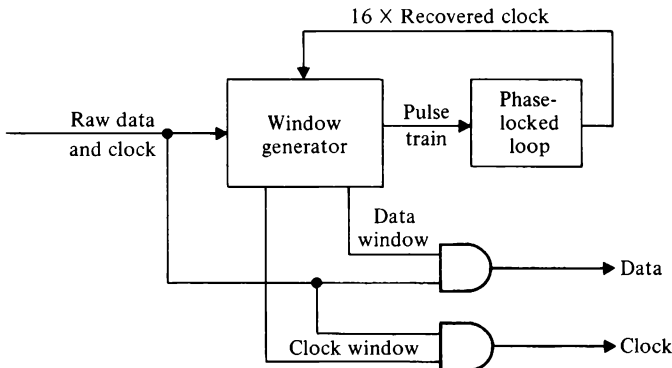 16 × Recovered clock
Raw data
and clock
Window
generator
Pulse
train
Phase-
locked
loop
Data
window
Data
Clock window
Clock